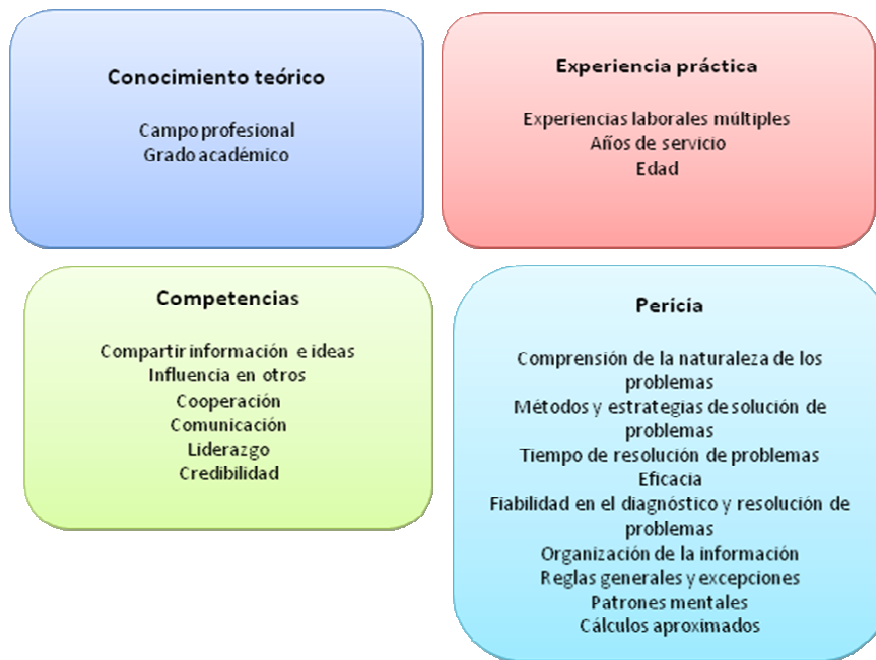 Conocimiento teórico
Campo profesional
Grado académico
Experiencia práctica
Experiencias laborales múltiples
Años de servicio
Edad
Competencias
Compartir información e ideas
Influencia en otros
Cooperación
Comunicación
Liderazgo
Credibilidad
Pericia
Comprensión de la naturaleza de los
problemas
Métodos y estrategias de solución de
problemas
Tiempo de resolución de problemas
Eficacia
Fiabilidad en el diagnóstico y resolución de
problemas
Organización de la información
Reglas generales y excepciones
Patrones mentales
Cálculos aproximados